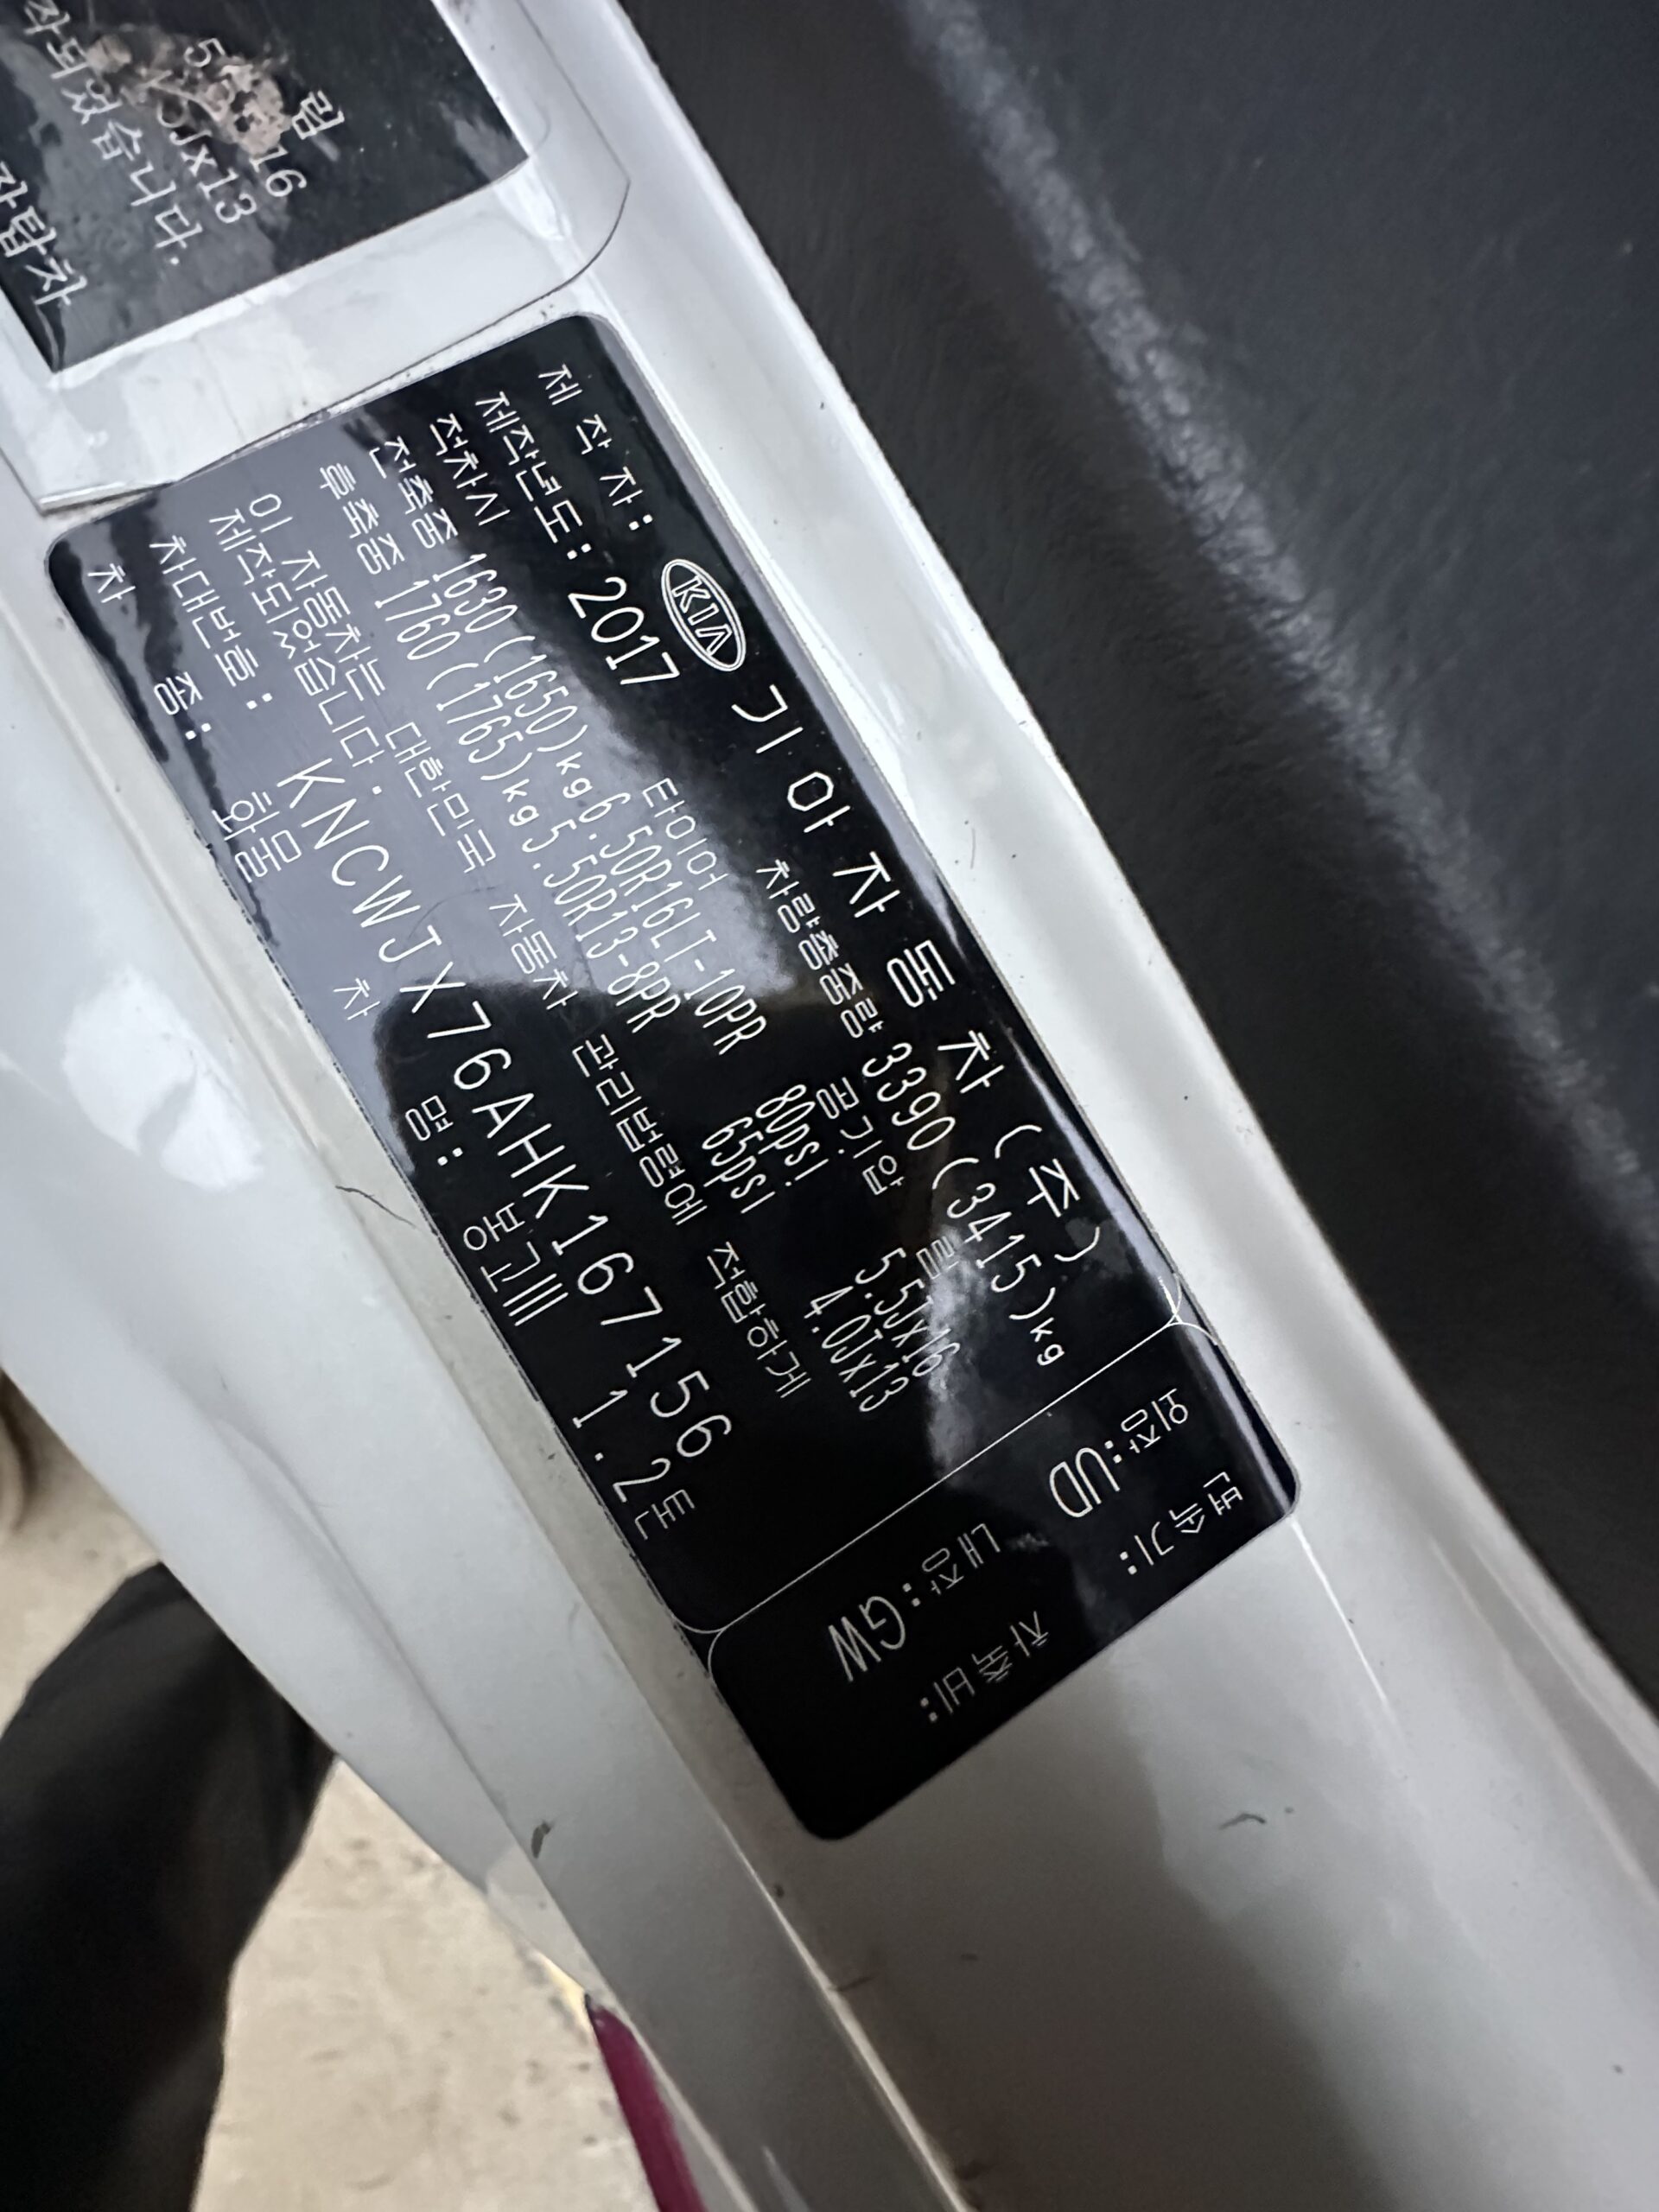 림
16
5Jx13
작되었습니다.
제 작 자: KIA 기아자동차(주)
제작년도: 2017 차량총중량 3390(3415)kg
적차시 타이어 공기압 림
전축중 1630(1650)kg 6.50R16LT-10PR 80psi 5.5Jx16
후축중 1760(1765)kg 5.50R13-8PR 65psi 4.0Jx13
이 자동차는 대한민국 자동차 관리법령에 적합하게
제작되었습니다.
차대번호: KNCWJX76AHK167156
차 종: 화물 차 명: 봉고Ⅲ 1.2톤
외장:UD 내장:GW
변속기: 차축비: